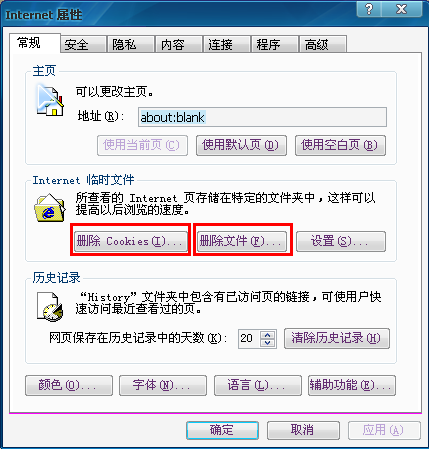 Internet 属性
常规 安全 隐私 内容 连接 程序 高级
主页
可以更改主页。
地址(R): about:blank
使用当前页(C) 使用默认页(D) 使用空白页(B)
Internet 临时文件
所查看的 Internet 页存储在特定的文件夹中，这样可以
提高以后浏览的速度。
删除 Cookies(I)... 删除文件(F)... 设置(S)...
历史记录
“History”文件夹中包含有已访问页的链接，可使用户快
速访问最近查看过的页。
网页保存在历史记录中的天数(K): 20 清除历史记录(H)
颜色(O)... 字体(N)... 语言(L)... 辅助功能(E)...
确定 取消 应用(A)